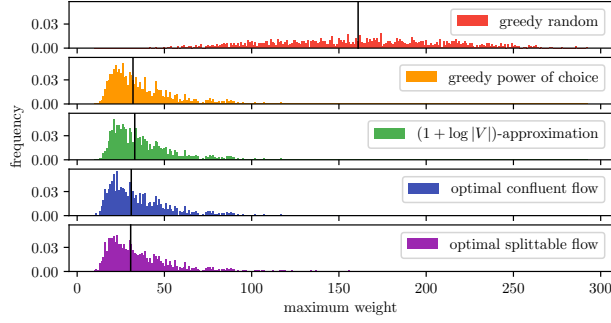 0.03
0.00
greedy random
0.03
0.00
greedy power of choice
0.03
0.00
(1 + log |V|)-approximation
0.03
0.00
optimal confluent flow
0.03
0.00
optimal splittable flow
frequency
0 50 100 150 200 250 300
maximum weight